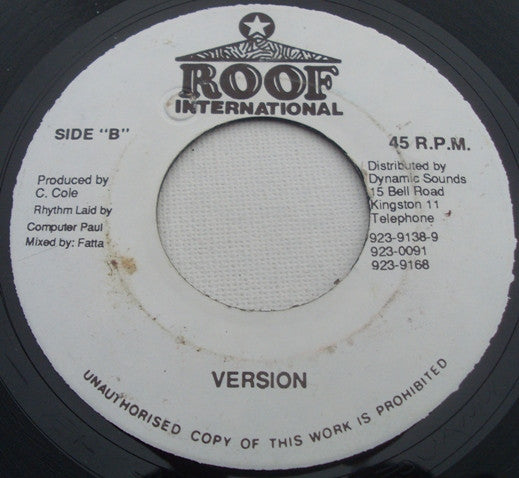 ROOF
INTERNATIONAL
SIDE "B"
45 R.P.M.
Produced by
C. Cole
Rhythm Laid by
Computer Paul
Mixed by: Fatta
Distributed by
Dynamic Sounds
15 Bell Road
Kingston 11
Telephone
923-9138-9
923-0091
923-9168
VERSION
UNAUTHORISED COPY OF THIS WORK IS PROHIBITED